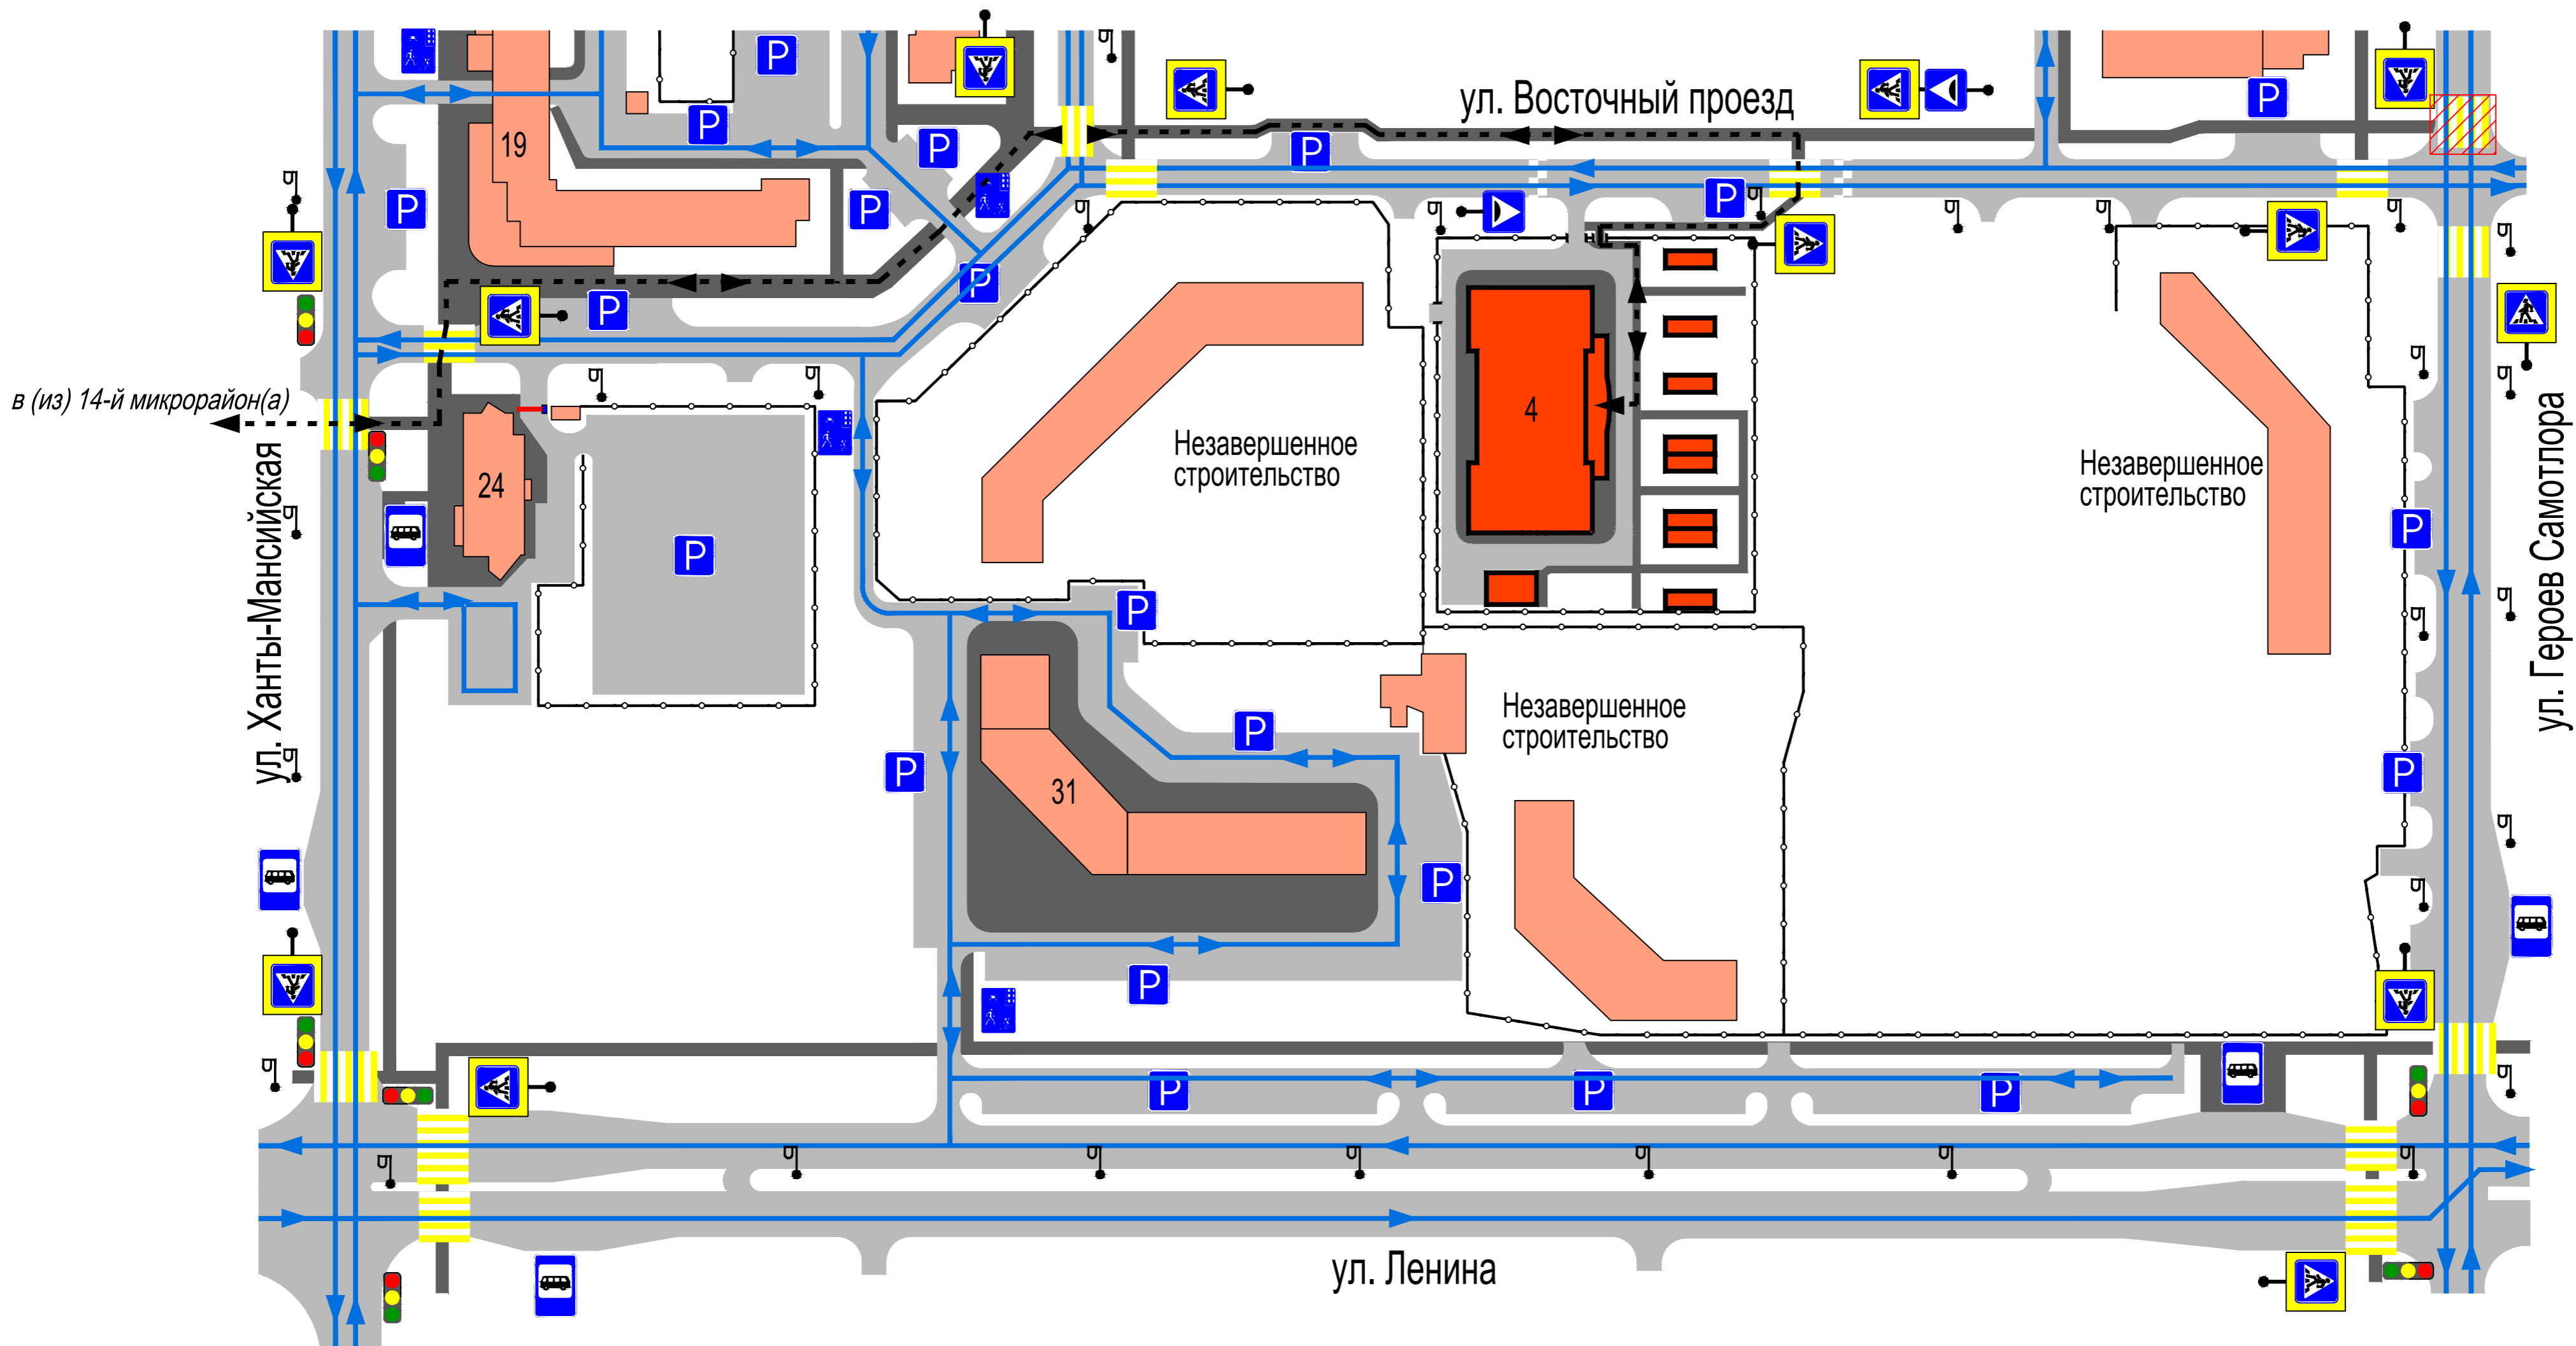 P
P
ул. Восточный проезд
P
P
19
P
P
P
P
P
P
P
в (из) 14-й микрорайон(а)
4
Незавершенное
строительство
Незавершенное
строительство
24
P
P
ул. Ханты-Мансийская
ул. Героев Самотлора
P
Незавершенное
строительство
P
P
P
31
P
P
P
P
P
ул. Ленина